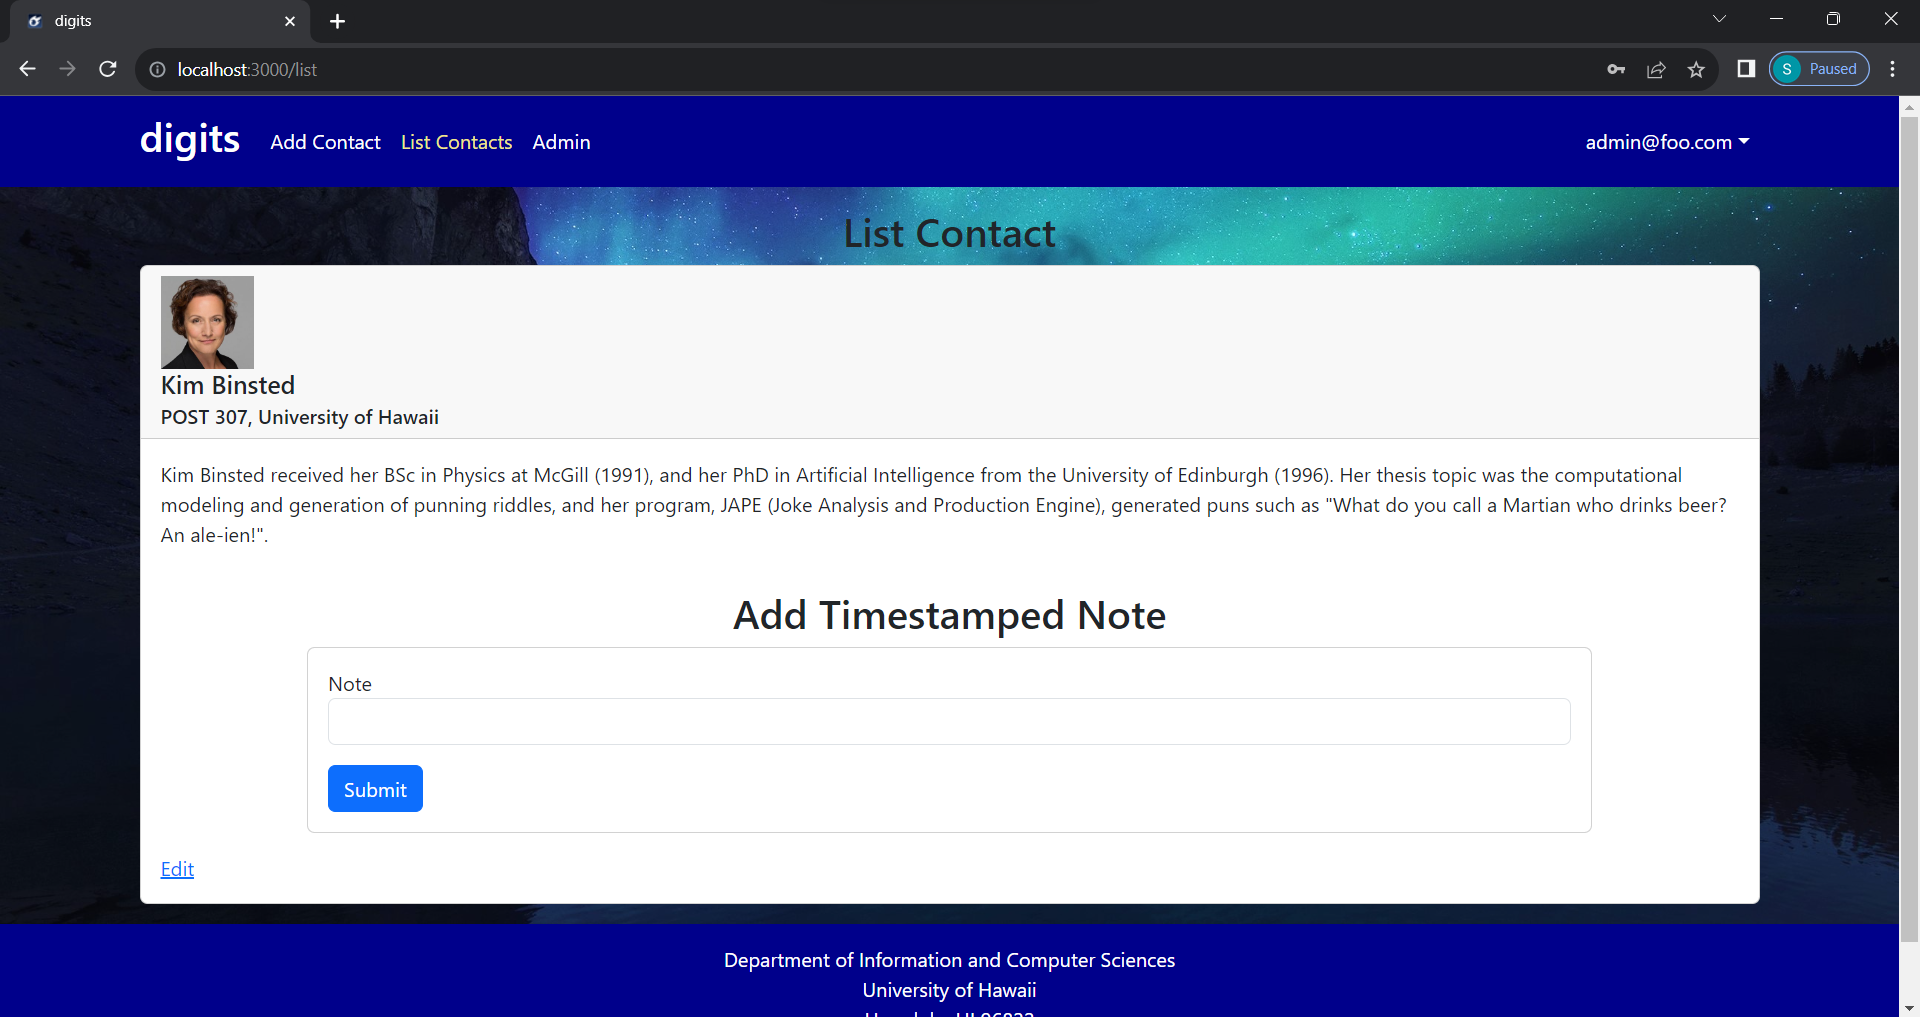 digits
localhost:3000/list
S Paused
digits Add Contact List Contacts Admin admin@foo.com
List Contact
Kim Binsted
POST 307, University of Hawaii
Kim Binsted received her BSc in Physics at McGill (1991), and her PhD in Artificial Intelligence from the University of Edinburgh (1996). Her thesis topic was the computational
modeling and generation of punning riddles, and her program, JAPE (Joke Analysis and Production Engine), generated puns such as "What do you call a Martian who drinks beer?
An ale-ien!".
Add Timestamped Note
Note
Submit
Edit
Department of Information and Computer Sciences
University of Hawaii